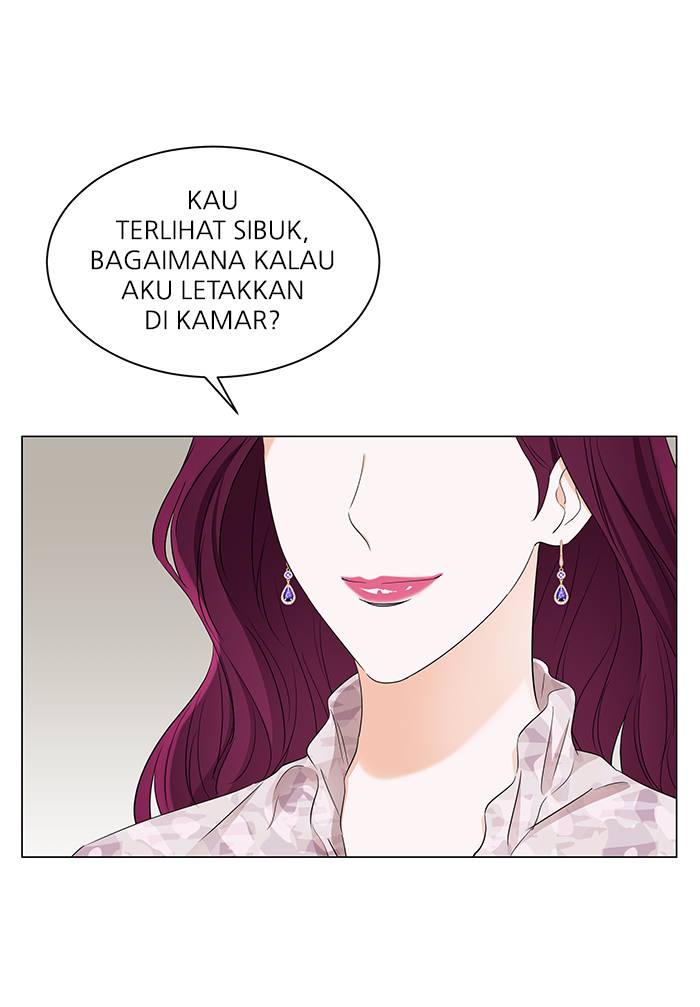 KAU
TERLIHAT SIBUK,
BAGAIMANA KALAU
AKU LETAKKAN
DI KAMAR?